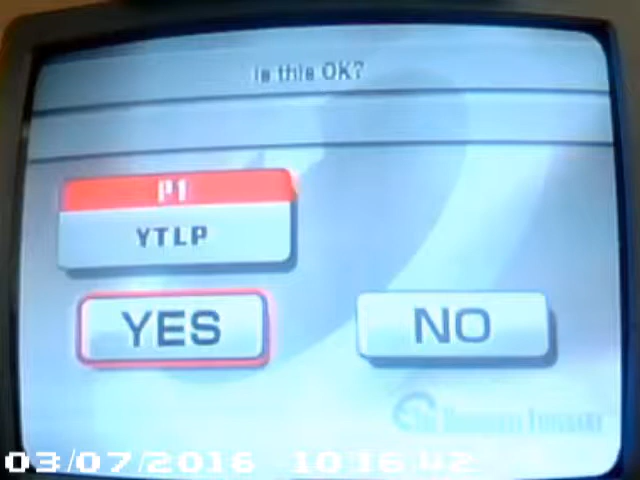 Is this OK?
P1
YTLP
YES
NO
03/07/2016 10:16:42